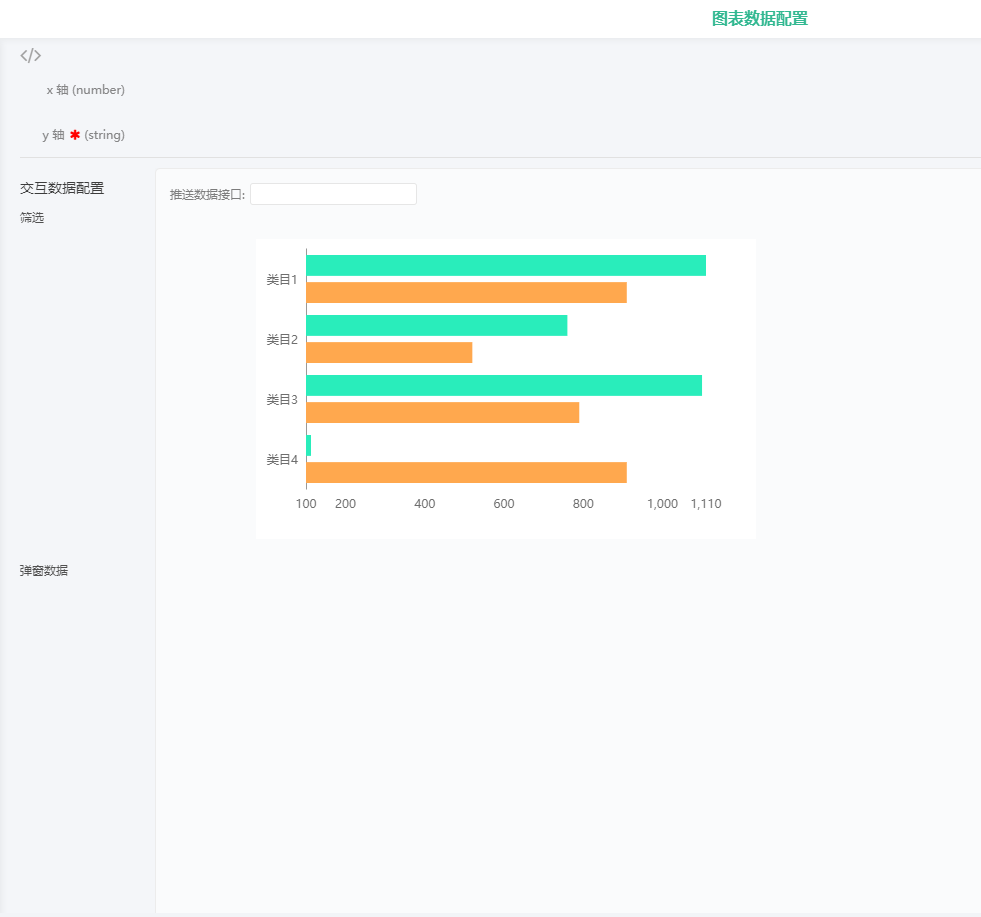 图表数据配置
</>
x 轴 (number)
y 轴 ✱ (string)
交互数据配置
推送数据接口:
筛选
类目1
类目2
类目3
类目4
100 200 400 600 800 1,000 1,110
弹窗数据